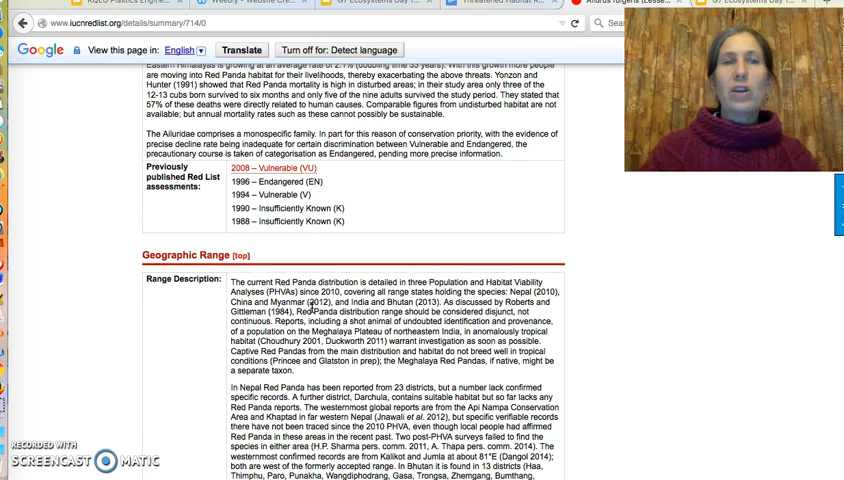 KQED Plastics Engine...
Weebly - Website Cre...
G7 Ecosystems Day 1...
Threatened Habitat R...
Ailurus fulgens (Lesse...
G7 Ecosystems Day 1...
www.iucnredlist.org/details/summary/714/0
Sea
Google View this page in: English Translate Turn off for: Detect language
Eastern Himalayas is growing at an average rate of 2.1% (doubling time 33 years). With this growth more people
are moving into Red Panda habitat for their livelihoods, thereby exacerbating the above threats. Yonzon and
Hunter (1991) showed that Red Panda mortality is high in disturbed areas; in their study area only three of the
12-13 cubs born survived to six months and only five of the nine adults survived the study period. They stated that
57% of these deaths were directly related to human causes. Comparable figures from undisturbed habitat are not
available; but annual mortality rates such as these cannot possibly be sustainable.
The Ailuridae comprises a monospecific family. In part for this reason of conservation priority, with the evidence of
precise decline rate being inadequate for certain discrimination between Vulnerable and Endangered, the
precautionary course is taken of categorisation as Endangered, pending more precise information.
Previously published Red List assessments:
2008 – Vulnerable (VU)
1996 – Endangered (EN)
1994 – Vulnerable (V)
1990 – Insufficiently Known (K)
1988 – Insufficiently Known (K)
Geographic Range [top]
Range Description:
The current Red Panda distribution is detailed in three Population and Habitat Viability
Analyses (PHVAs) since 2010, covering all range states holding the species: Nepal (2010),
China and Myanmar (2012), and India and Bhutan (2013). As discussed by Roberts and
Gittleman (1984), Red Panda distribution range should be considered disjunct, not
continuous. Reports, including a shot animal of undoubted identification and provenance,
of a population on the Meghalaya Plateau of northeastern India, in anomalously tropical
habitat (Choudhury 2001, Duckworth 2011) warrant investigation as soon as possible.
Captive Red Pandas from the main distribution and habitat do not breed well in tropical
conditions (Princee and Glatston in prep); the Meghalaya Red Pandas, if native, might be
a separate taxon.
In Nepal Red Panda has been reported from 23 districts, but a number lack confirmed
specific records. A further district, Darchula, contains suitable habitat but so far lacks any
Red Panda reports. The westernmost global reports are from the Api Nampa Conservation
Area and Khaptad in far western Nepal (Jnawali et al. 2012), but specific verifiable records
there have not been traced since the 2010 PHVA, even though local people had affirmed
Red Panda in these areas in the recent past. Two post-PHVA surveys failed to find the
species in either area (H.P. Sharma pers. comm. 2011, A. Thapa pers. comm. 2014). The
westernmost confirmed records are from Kalikot and Jumla at about 81°E (Dangol 2014);
both are west of the formerly accepted range. In Bhutan it is found in 13 districts (Haa,
Thimphu, Paro, Punakha, Wangdiphodrang, Gasa, Trongsa, Zhemgang, Bumthang,
RECORDED WITH
SCREENCAST MATIC